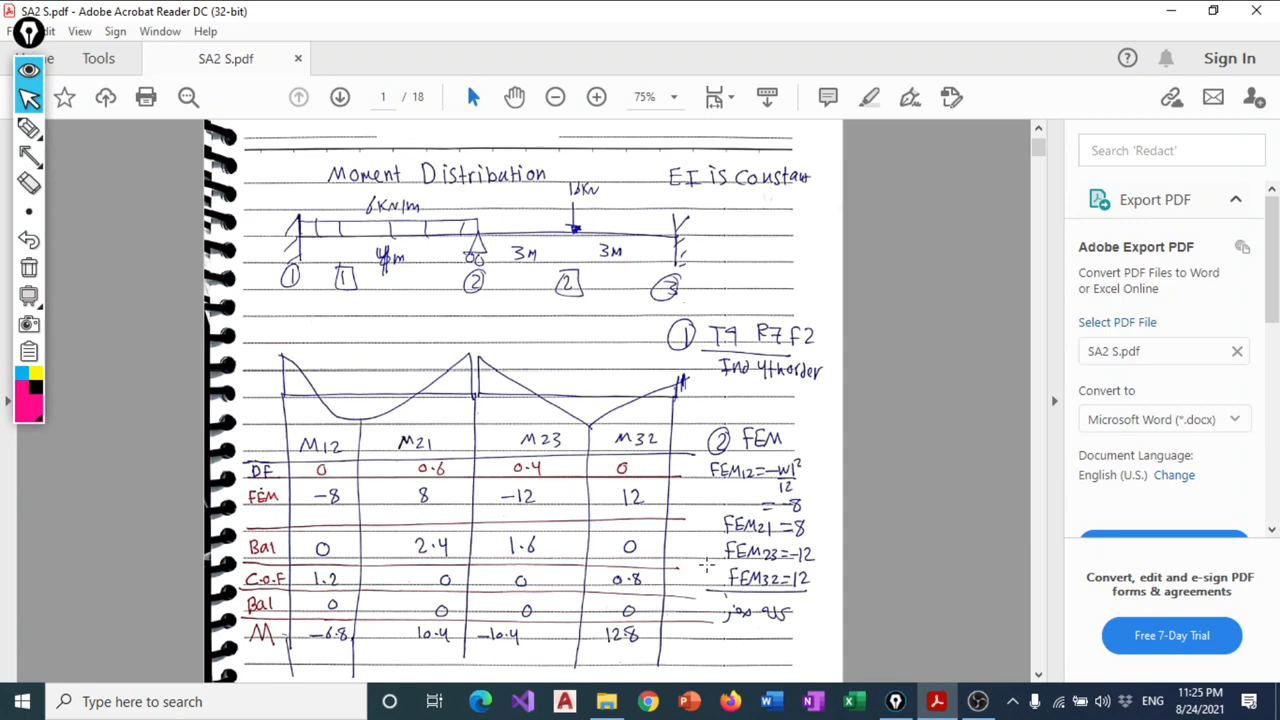 SA2 S.pdf - Adobe Acrobat Reader DC (32-bit)
View Sign Window Help
Tools SA2 S.pdf Sign In
1 / 18 75%
Moment Distribution EI is Constant
6KN/m
3M 3M
1 1 2 2 3
1 T4 R7 F2
Ind 4th order
M12 M21 M23 M32 2 FEM
DF 0 0.6 0.4 0 FEM12=-wl²/12
FEM -8 8 -12 12 = -8
FEM21 =8
Bal 0 2.4 1.6 0 FEM23=-12
C.O.F 1.2 0 0 0.8 FEM32=12
Bal 0 0 0 0
M -6.8 10.4 -10.4 12.8
Search 'Redact'
Export PDF
Adobe Export PDF
Convert PDF Files to Word
or Excel Online
Select PDF File
SA2 S.pdf
Convert to
Microsoft Word (*.docx)
Document Language:
English (U.S.) Change
Convert, edit and e-sign PDF
forms & agreements
Free 7-Day Trial
Type here to search
ENG
11:25 PM
8/24/2021